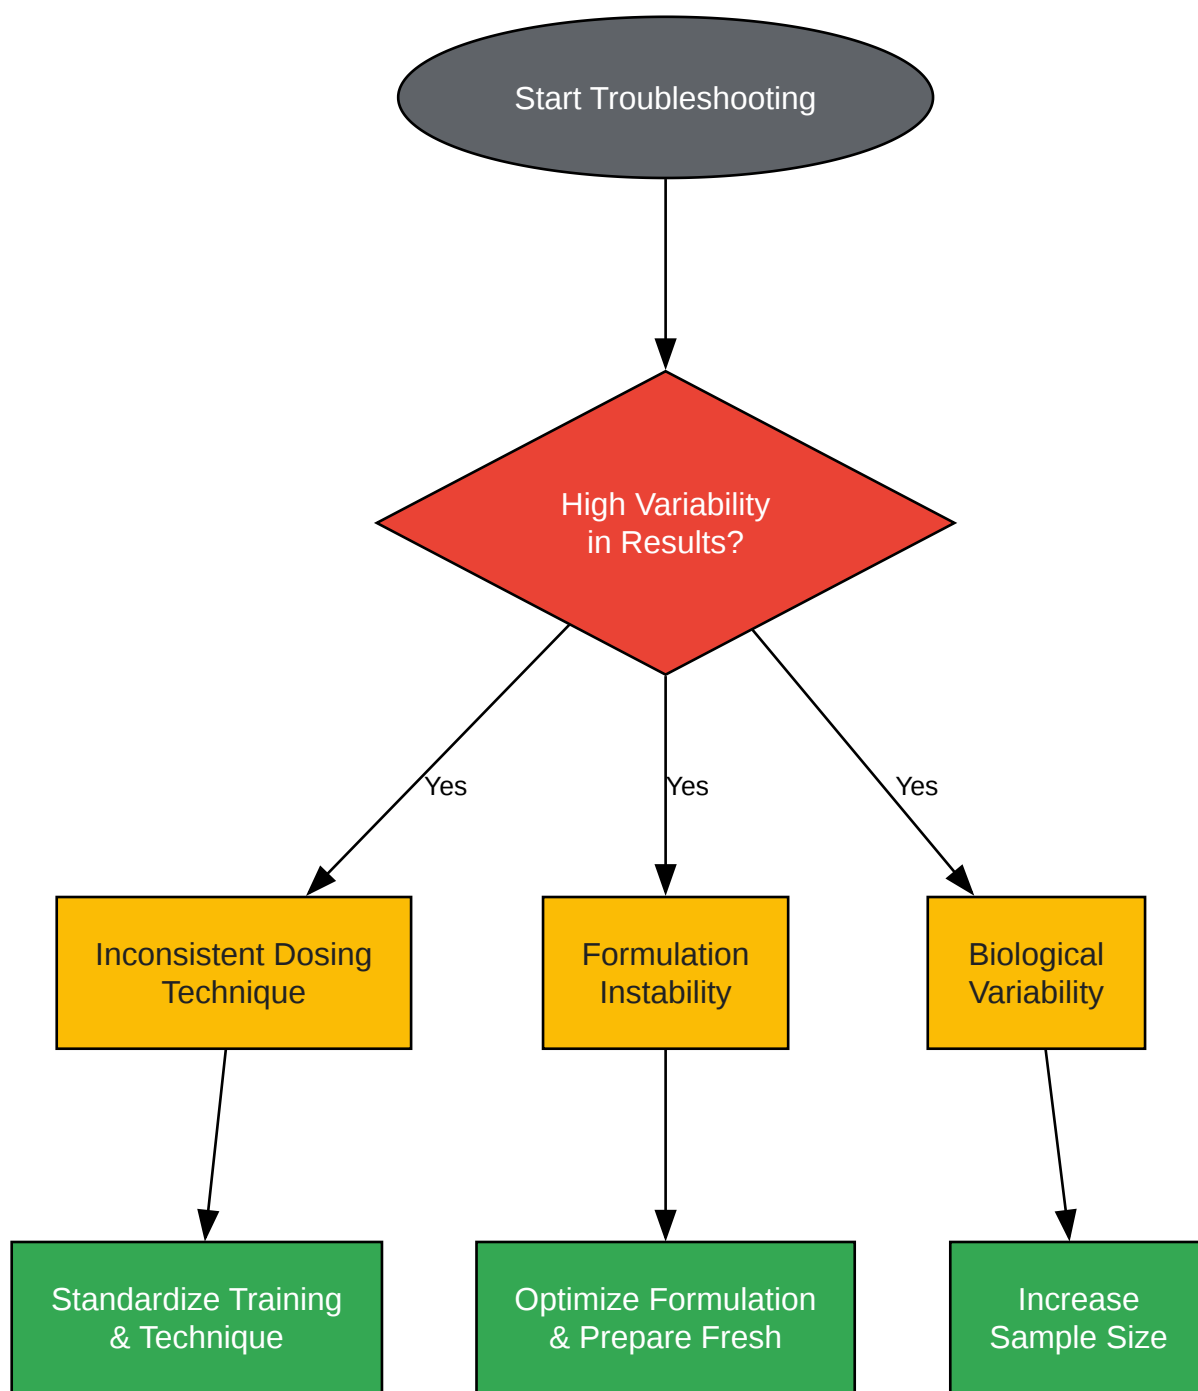 Start Troubleshooting
High Variability
in Results?
Yes
Yes
Yes
Inconsistent Dosing
Technique
Formulation
Instability
Biological
Variability
Standardize Training
& Technique
Optimize Formulation
& Prepare Fresh
Increase
Sample Size